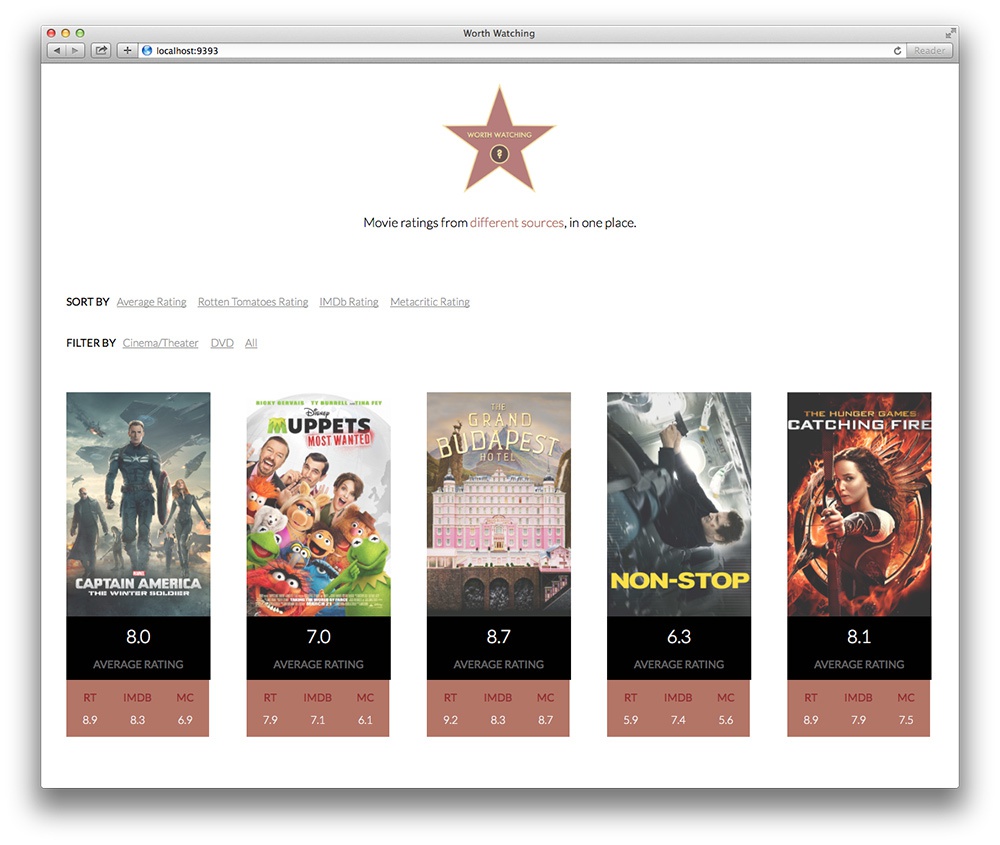 Worth Watching
localhost:9393
Reader
WORTH WATCHING
Movie ratings from different sources, in one place.
SORT BY Average Rating Rotten Tomatoes Rating IMDb Rating Metacritic Rating
FILTER BY Cinema/Theater DVD All
MARVEL
CAPTAIN AMERICA
THE WINTER SOLDIER
8.0
AVERAGE RATING
RT IMDB MC
8.9 8.3 6.9
RICKY GERVAIS TY BURRELL AND TINA FEY
Disney
MUPPETS
MOST WANTED
MARCH 21
7.0
AVERAGE RATING
RT IMDB MC
7.9 7.1 6.1
THE
GRAND
BUDAPEST
HOTEL
8.7
AVERAGE RATING
RT IMDB MC
9.2 8.3 8.7
NON-STOP
6.3
AVERAGE RATING
RT IMDB MC
5.9 7.4 5.6
THE HUNGER GAMES
CATCHING FIRE
8.1
AVERAGE RATING
RT IMDB MC
8.9 7.9 7.5